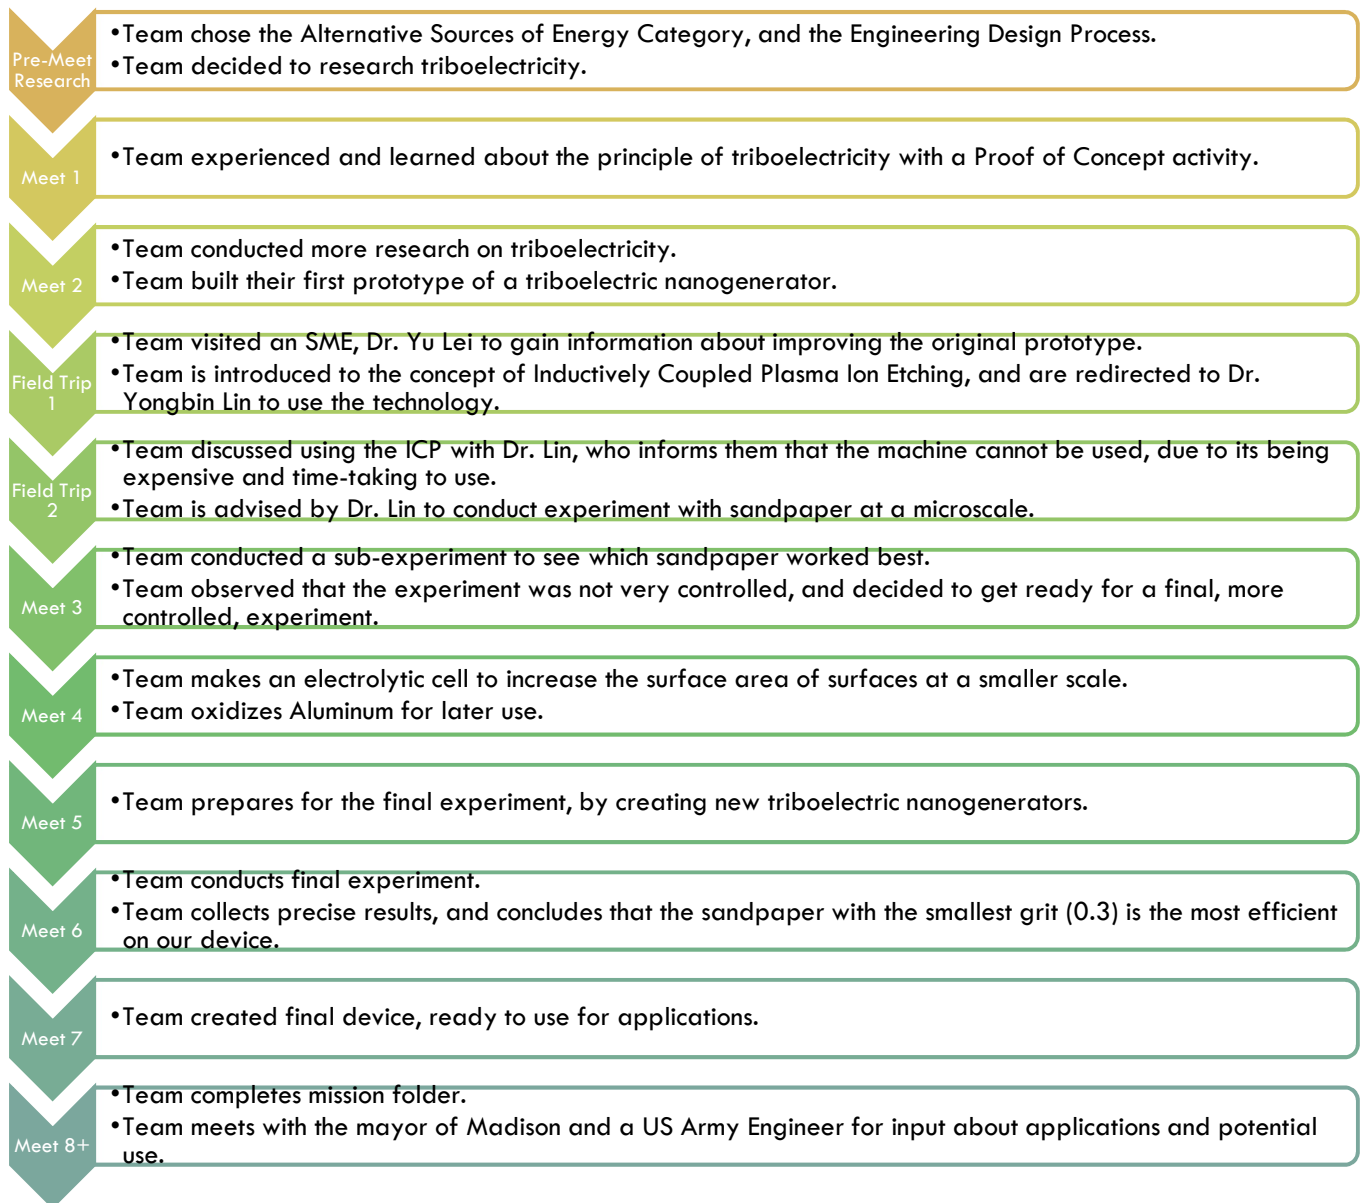 Pre-Meet
Research
•Team chose the Alternative Sources of Energy Category, and the Engineering Design Process.
•Team decided to research triboelectricity.
Meet 1
•Team experienced and learned about the principle of triboelectricity with a Proof of Concept activity.
Meet 2
•Team conducted more research on triboelectricity.
•Team built their first prototype of a triboelectric nanogenerator.
Field Trip
1
•Team visited an SME, Dr. Yu Lei to gain information about improving the original prototype.
•Team is introduced to the concept of Inductively Coupled Plasma Ion Etching, and are redirected to Dr.
Yongbin Lin to use the technology.
Field Trip
2
•Team discussed using the ICP with Dr. Lin, who informs them that the machine cannot be used, due to its being
expensive and time-taking to use.
•Team is advised by Dr. Lin to conduct experiment with sandpaper at a microscale.
Meet 3
•Team conducted a sub-experiment to see which sandpaper worked best.
•Team observed that the experiment was not very controlled, and decided to get ready for a final, more
controlled, experiment.
Meet 4
•Team makes an electrolytic cell to increase the surface area of surfaces at a smaller scale.
•Team oxidizes Aluminum for later use.
Meet 5
•Team prepares for the final experiment, by creating new triboelectric nanogenerators.
Meet 6
•Team conducts final experiment.
•Team collects precise results, and concludes that the sandpaper with the smallest grit (0.3) is the most efficient
on our device.
Meet 7
•Team created final device, ready to use for applications.
Meet 8+
•Team completes mission folder.
•Team meets with the mayor of Madison and a US Army Engineer for input about applications and potential
use.